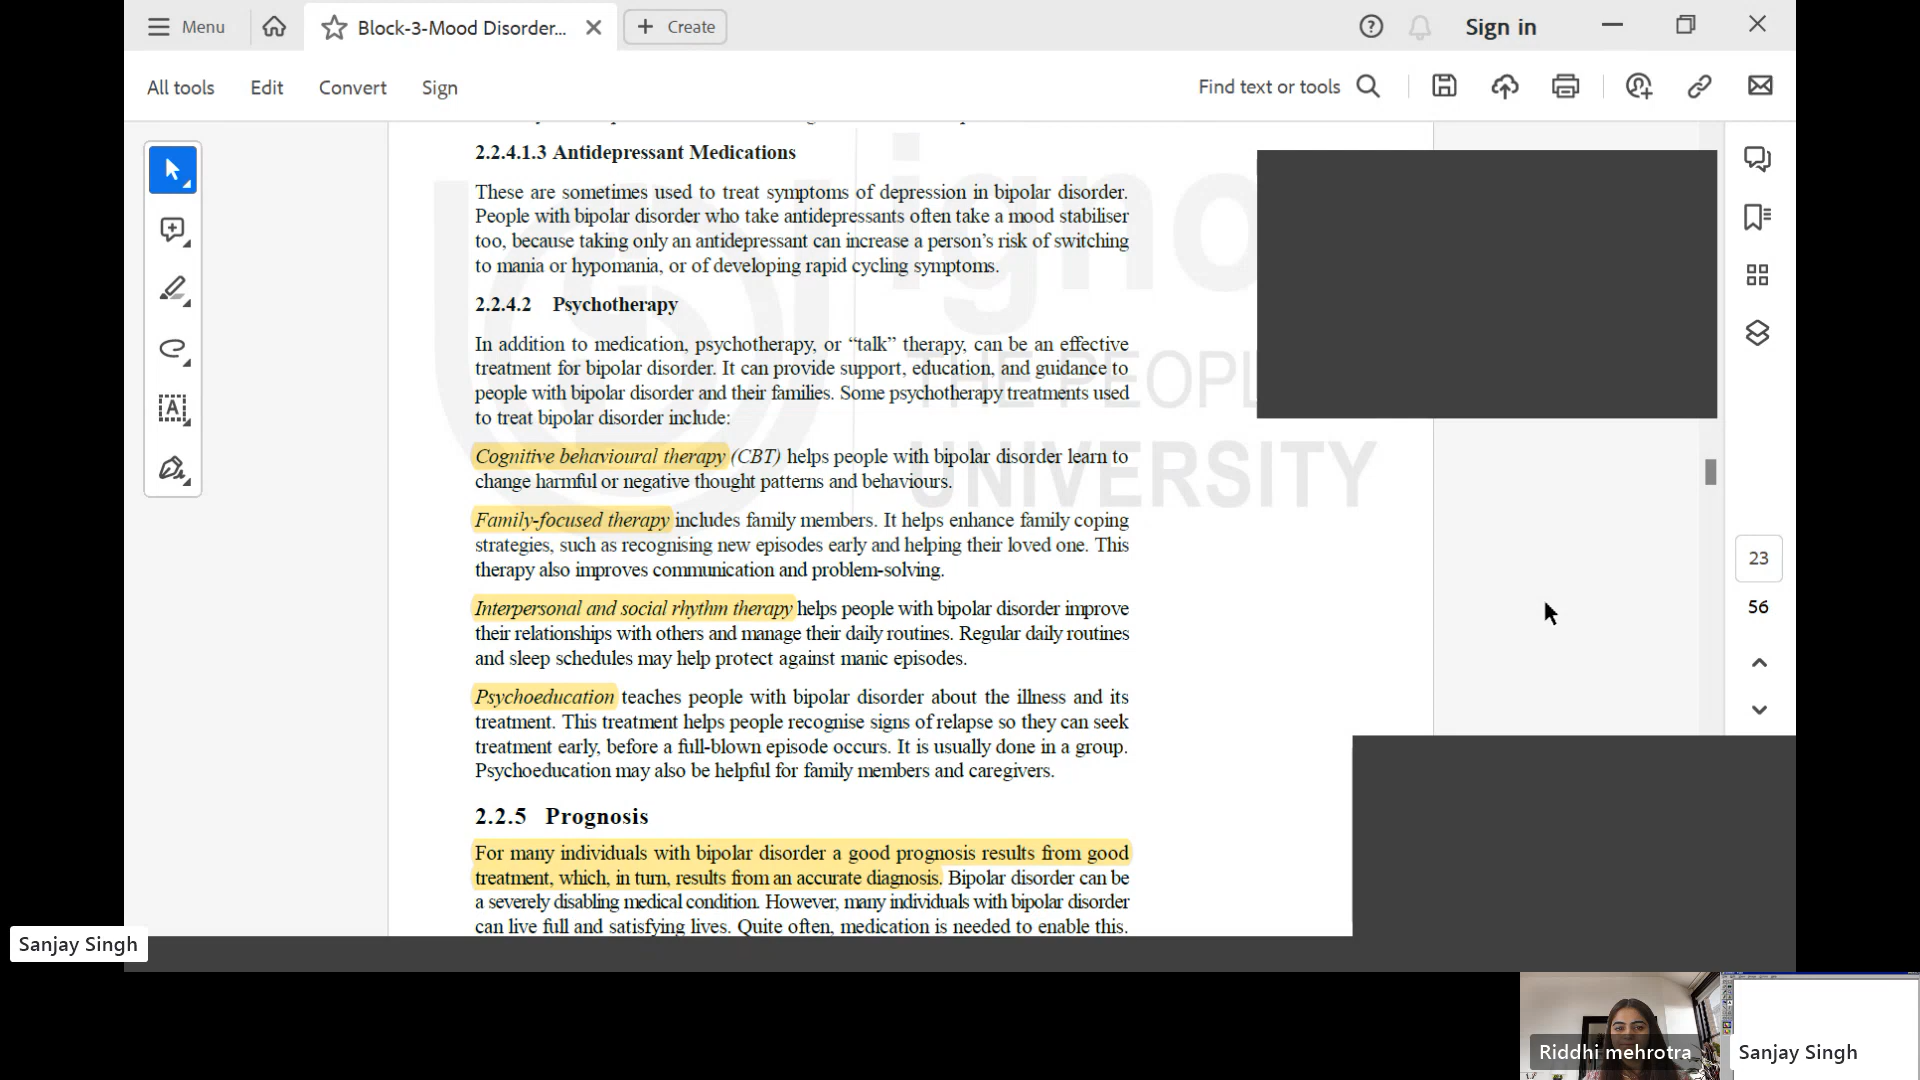 Menu
Block-3-Mood Disorder...
Create
Sign in
All tools
Edit
Convert
Sign
Find text or tools
2.2.4.1.3 Antidepressant Medications
These are sometimes used to treat symptoms of depression in bipolar disorder.
People with bipolar disorder who take antidepressants often take a mood stabiliser
too, because taking only an antidepressant can increase a person’s risk of switching
to mania or hypomania, or of developing rapid cycling symptoms.
2.2.4.2 Psychotherapy
In addition to medication, psychotherapy, or “talk” therapy, can be an effective
treatment for bipolar disorder. It can provide support, education, and guidance to
people with bipolar disorder and their families. Some psychotherapy treatments used
to treat bipolar disorder include:
Cognitive behavioural therapy (CBT) helps people with bipolar disorder learn to
change harmful or negative thought patterns and behaviours.
Family-focused therapy includes family members. It helps enhance family coping
strategies, such as recognising new episodes early and helping their loved one. This
therapy also improves communication and problem-solving.
Interpersonal and social rhythm therapy helps people with bipolar disorder improve
their relationships with others and manage their daily routines. Regular daily routines
and sleep schedules may help protect against manic episodes.
Psychoeducation teaches people with bipolar disorder about the illness and its
treatment. This treatment helps people recognise signs of relapse so they can seek
treatment early, before a full-blown episode occurs. It is usually done in a group.
Psychoeducation may also be helpful for family members and caregivers.
2.2.5 Prognosis
For many individuals with bipolar disorder a good prognosis results from good
treatment, which, in turn, results from an accurate diagnosis. Bipolar disorder can be
a severely disabling medical condition. However, many individuals with bipolar disorder
can live full and satisfying lives. Quite often, medication is needed to enable this.
igno
THE PEOPL
UNIVERSITY
23
56
Sanjay Singh
Riddhi mehrotra
Sanjay Singh